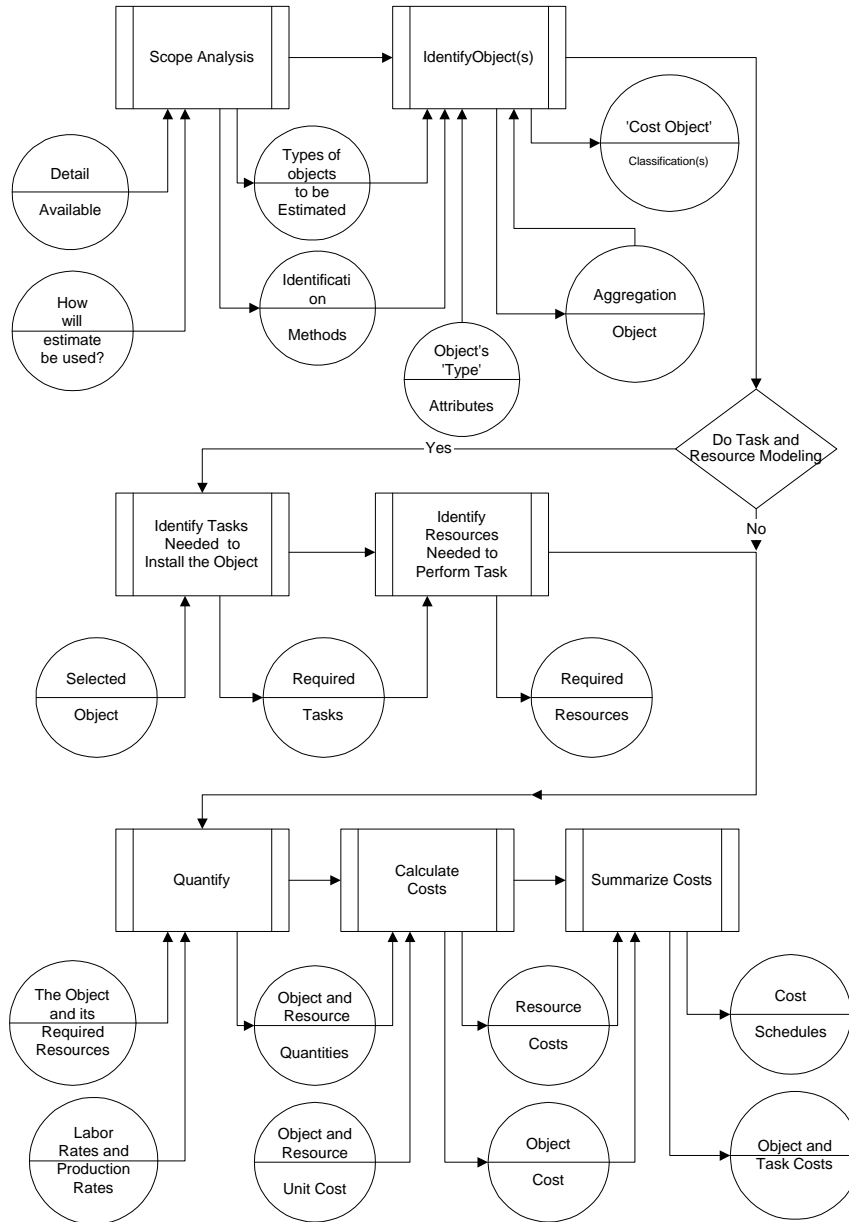 Scope Analysis
IdentifyObject(s)
Detail
Available
Types of
objects
to be
Estimated
'Cost Object'
Classification(s)
How
will
estimate
be used?
Identificati
on
Methods
Object's
'Type'
Attributes
Aggregation
Object
Do Task and
Resource Modeling
Yes
No
Identify Tasks
Needed to
Install the Object
Identify
Resources
Needed to
Perform Task
Selected
Object
Required
Tasks
Required
Resources
Quantify
Calculate
Costs
Summarize Costs
The Object
and its
Required
Resources
Object and
Resource
Quantities
Resource
Costs
Cost
Schedules
Labor
Rates and
Production
Rates
Object and
Resource
Unit Cost
Object
Cost
Object and
Task Costs